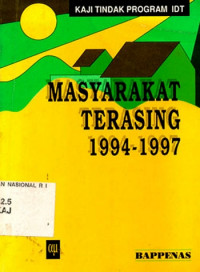 KAJI TINDAK PROGRAM IDT
MASYARAKAT
TERASING
1994-1997
N NASIONAL R I
2.5
KAJ
BAPPENAS